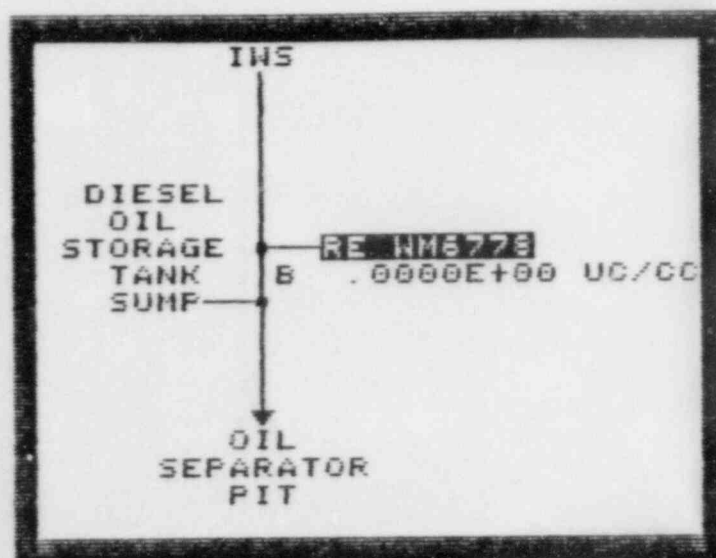 IWS
DIESEL
OIL
STORAGE
TANK
SUMP
RE WM6778
B .0000E+00 UC/CC
OIL
SEPARATOR
PIT